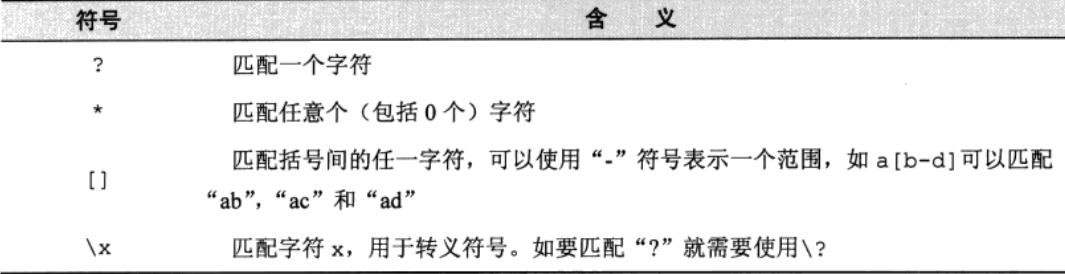 符号 含 义
? 匹配一个字符
* 匹配任意个（包括 0 个）字符
[] 匹配括号间的任一字符，可以使用“-”符号表示一个范围，如 a[b-d]可以匹配
“ab”，“ac”和“ad”
\x 匹配字符 x，用于转义符号。如要匹配“?”就需要使用\?